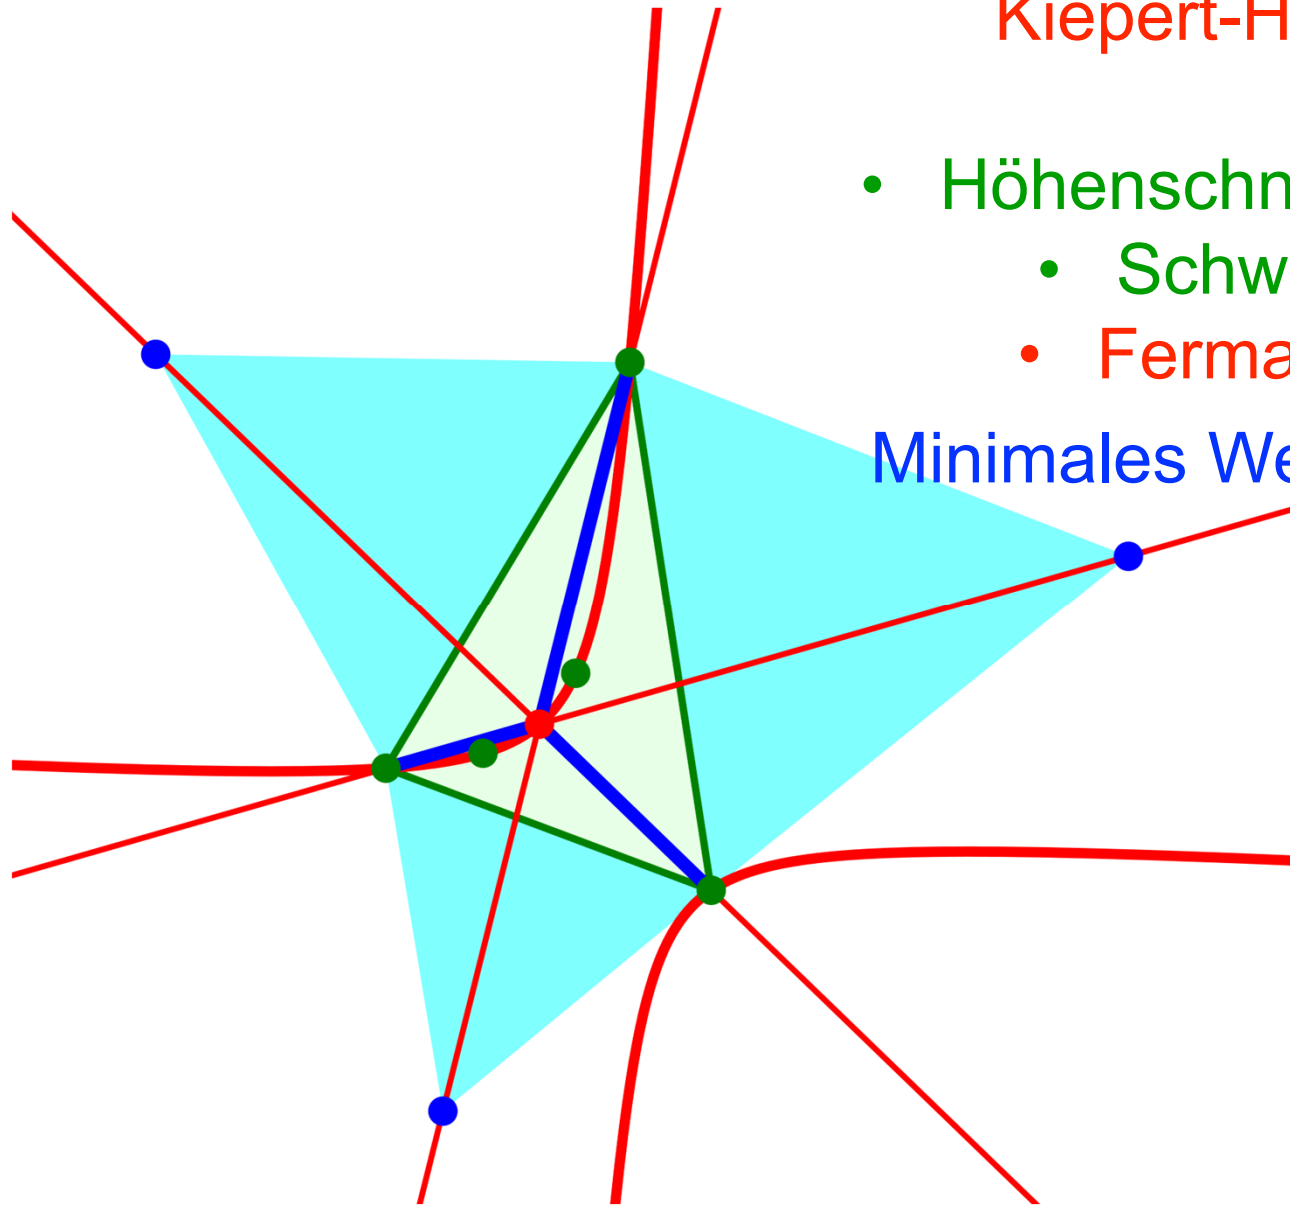 Kiepert-H
• Höhenschn
• Schw
• Ferma
Minimales We